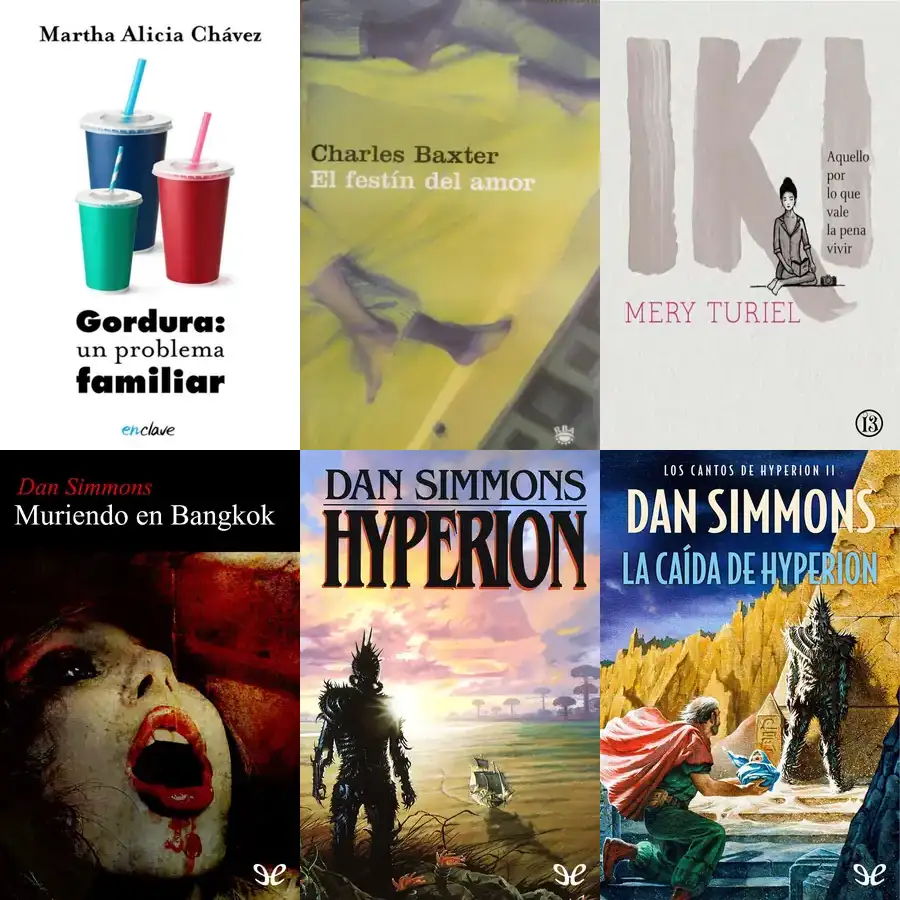 Martha Alicia Chávez
Gordura:
un problema
familiar
enclave
Charles Baxter
El festín del amor
RBA
IKI
Aquello
por
lo que
vale
la pena
vivir
MERY TURIEL
13
Dan Simmons
Muriendo en Bangkok
DAN SIMMONS
HYPERION
LOS CANTOS DE HYPERION II
DAN SIMMONS
LA CAÍDA DE HYPERION